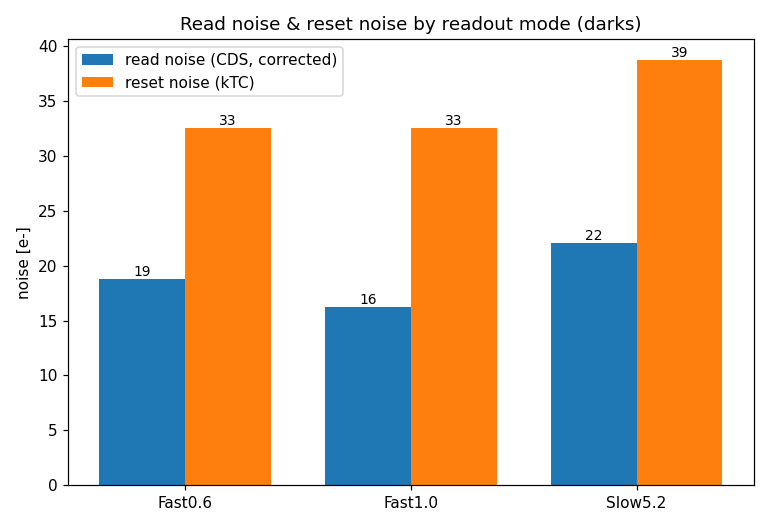 Read noise & reset noise by readout mode (darks)
read noise (CDS, corrected)
reset noise (kTC)
noise [e-]
40
35
30
25
20
15
10
5
0
19
33
16
33
22
39
Fast0.6
Fast1.0
Slow5.2